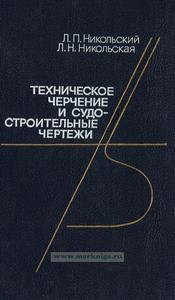 Л. П. Никольский
Л. Н. Никольская
ТЕХНИЧЕСКОЕ
ЧЕРЧЕНИЕ
И СУДО-
СТРОИТЕЛЬНЫЕ
ЧЕРТЕЖИ
www.morkniga.ru